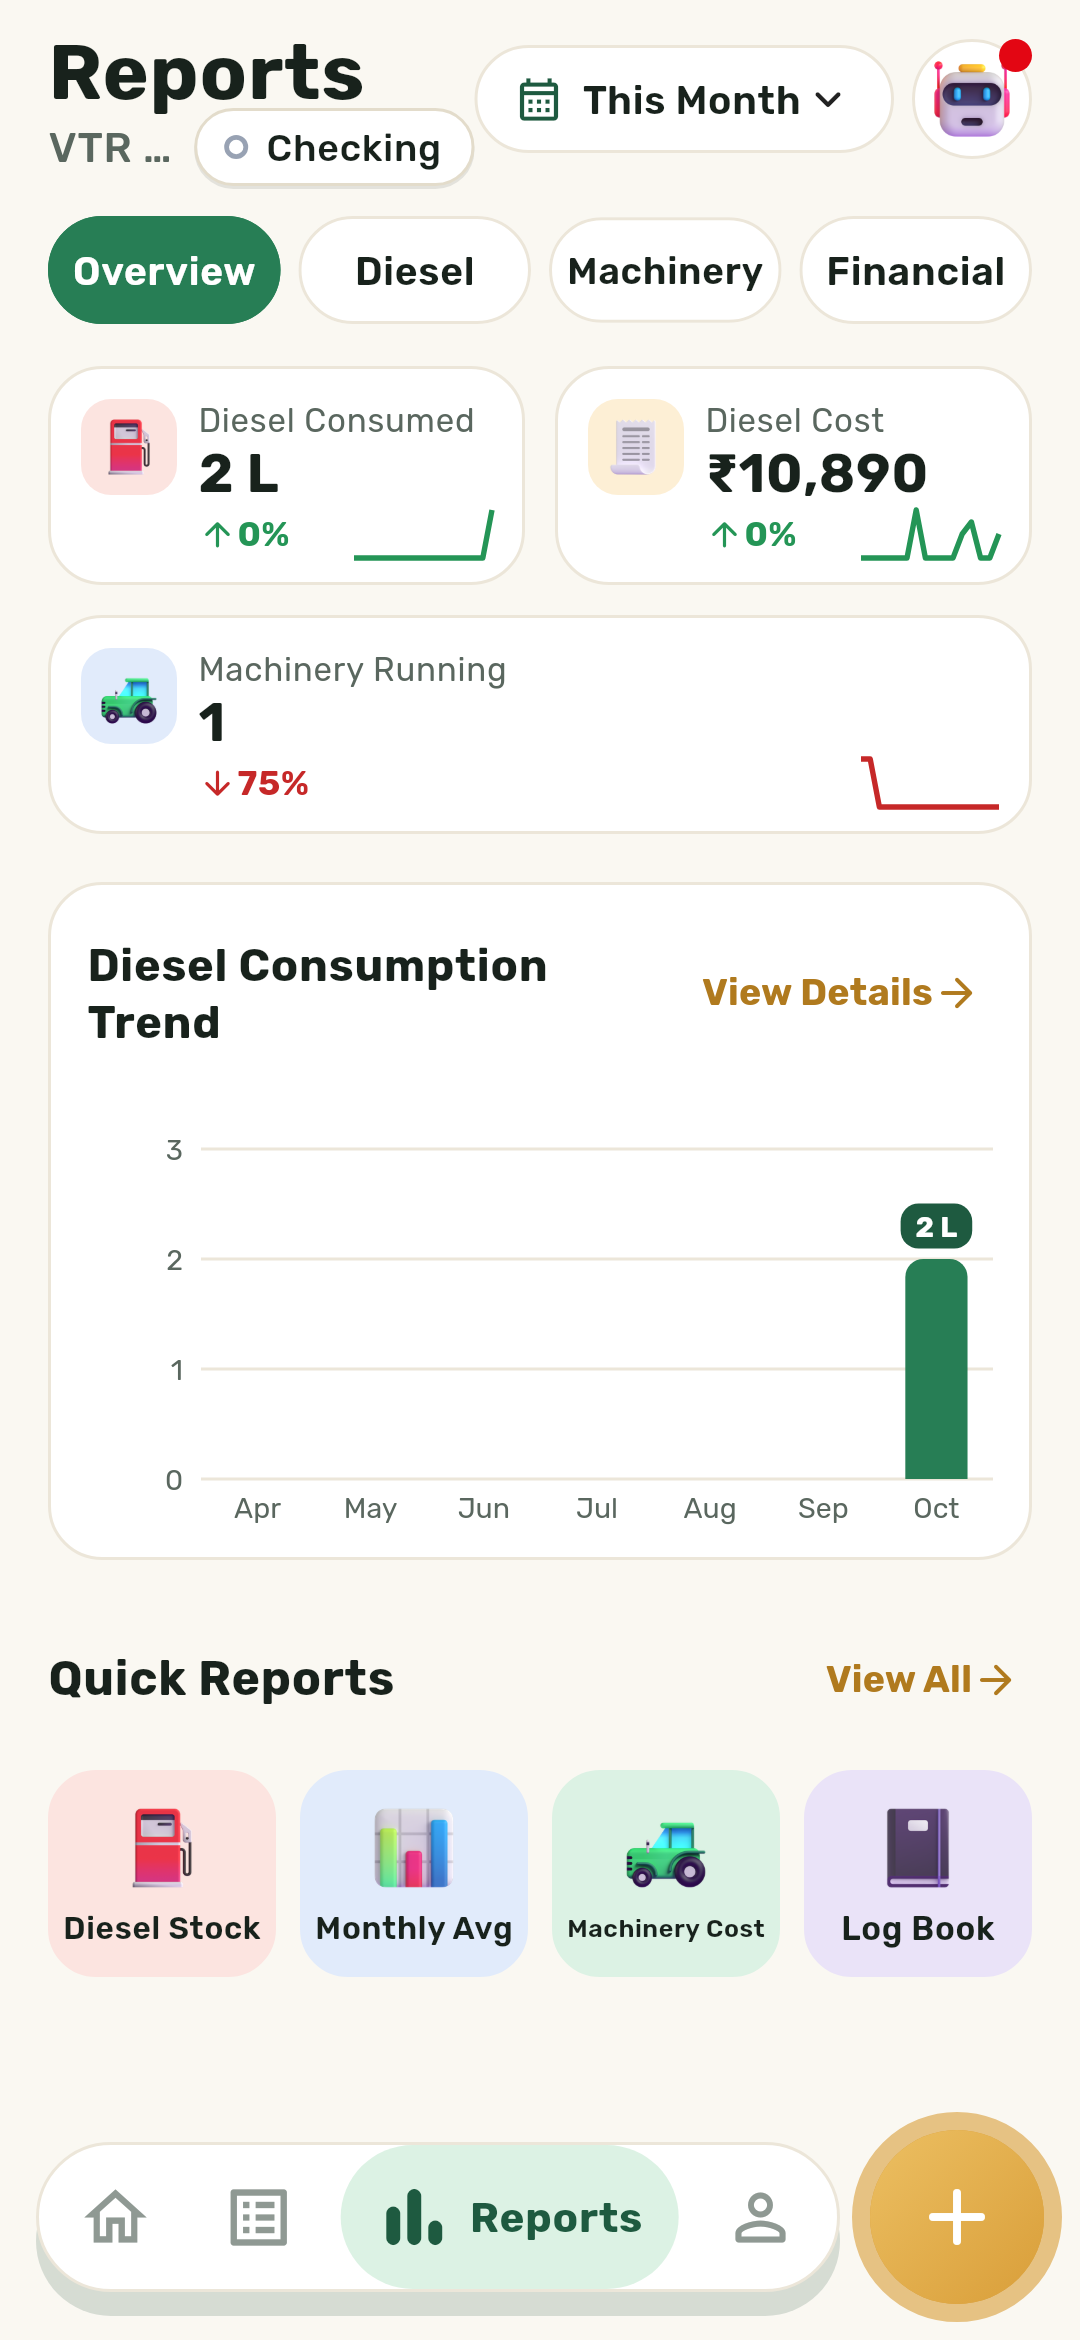 Reports
This Month
VTR ...
Checking
Overview
Diesel
Machinery
Financial
Diesel Consumed
2 L
↑ 0%
Diesel Cost
₹10,890
↑ 0%
Machinery Running
1
↓ 75%
Diesel Consumption
Trend
View Details →
3
2 L
2
1
0
Apr May Jun Jul Aug Sep Oct
Quick Reports
View All →
Diesel Stock
Monthly Avg
Machinery Cost
Log Book
Reports